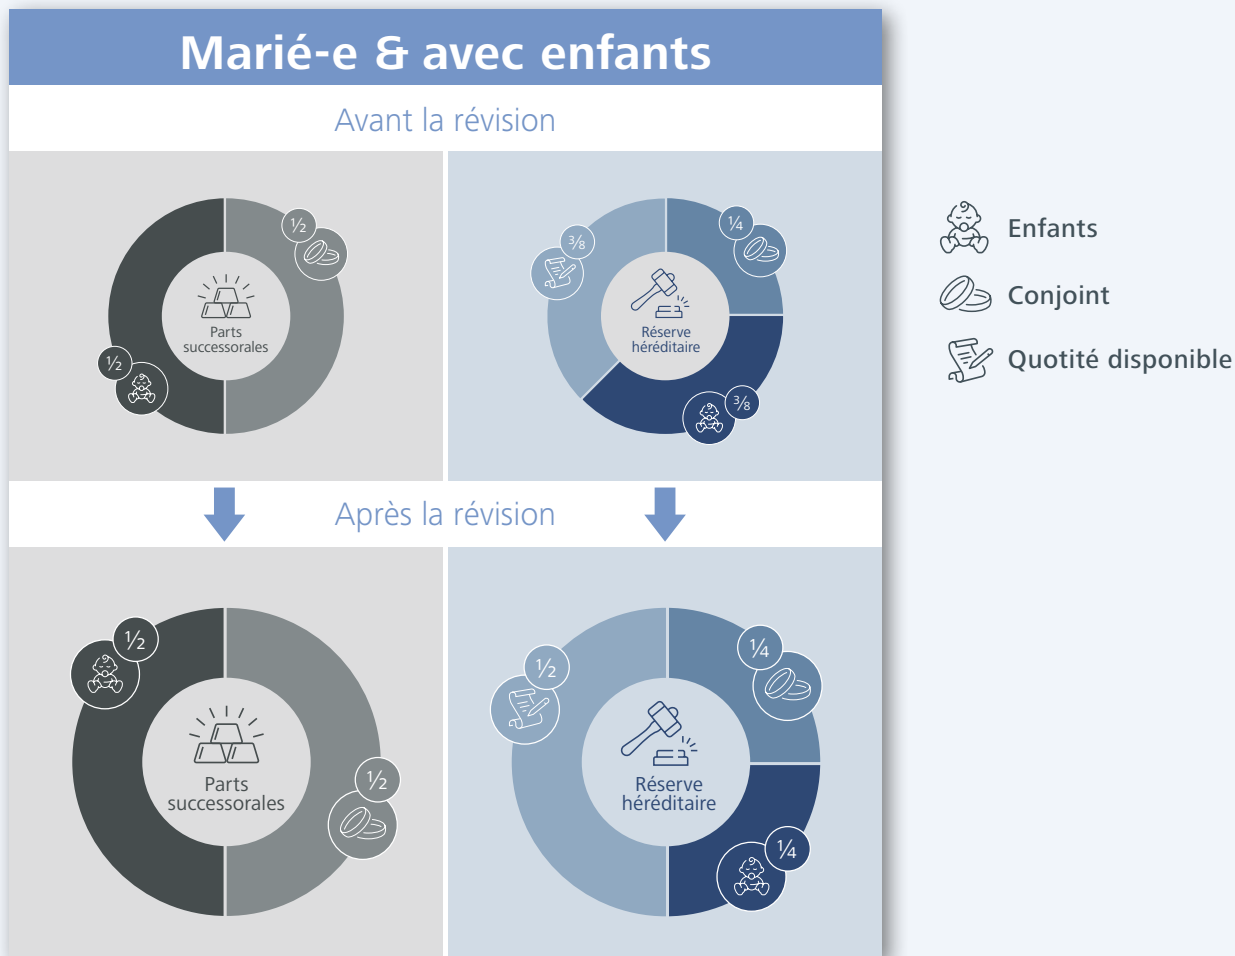 Marié-e & avec enfants
Avant la révision
½
½
Parts
successorales
⅜
¼
⅜
Réserve
héréditaire
Enfants
Conjoint
Quotité disponible
Après la révision
½
½
Parts
successorales
½
¼
¼
Réserve
héréditaire